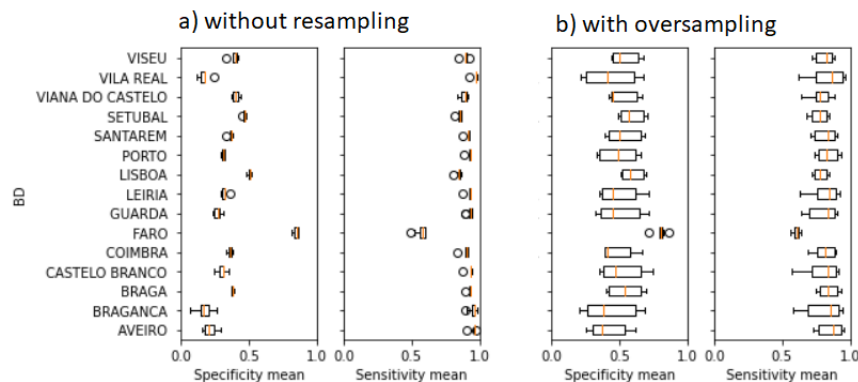 a) without resampling
b) with oversampling
BD
VISEU
VILA REAL
VIANA DO CASTELO
SETUBAL
SANTAREM
PORTO
LISBOA
LEIRIA
GUARDA
FARO
COIMBRA
CASTELO BRANCO
BRAGA
BRAGANCA
AVEIRO
0.0 0.5 1.0 0.0 0.5 1.0 0.0 0.5 1.0 0.0 0.5 1.0
Specificity mean Sensitivity mean Specificity mean Sensitivity mean